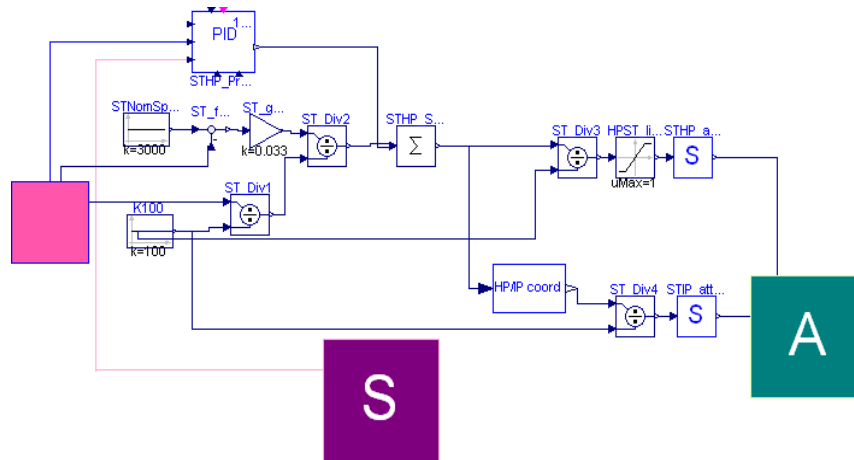 1...
PID
STHP_Pr...
STNomSp...
ST_f...
ST_g...
ST_Div2
STHP_S...
ST_Div3
HPST_li...
STHP_a...
÷
Σ
÷
S
k=3000
k=0.033
uMax=1
K100
ST_Div1
÷
k=100
HP/IP coord
ST_Div4
STIP_att...
÷
S
A
S